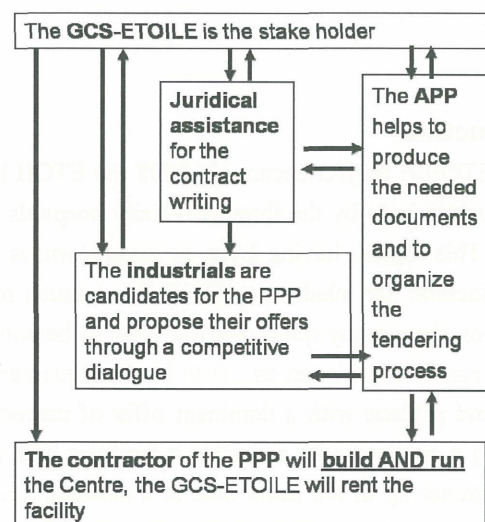 The GCS-ETOILE is the stake holder
Juridical
assistance
for the
contract
writing
The APP
helps to
produce
the needed
documents
and to
organize
the
tendering
process
The industrials are
candidates for the PPP
and propose their offers
through a competitive
dialogue
The contractor of the PPP will build AND run
the Centre, the GCS-ETOILE will rent the
facility